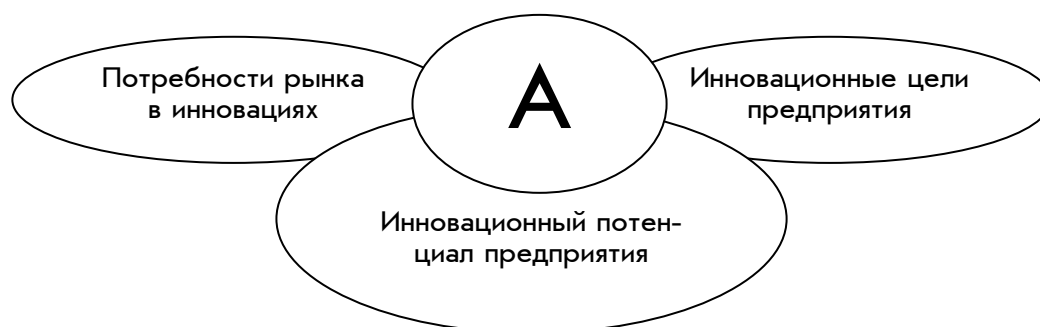 Потребности рынка
в инновациях
А
Инновационные цели
предприятия
Инновационный потен-
циал предприятия